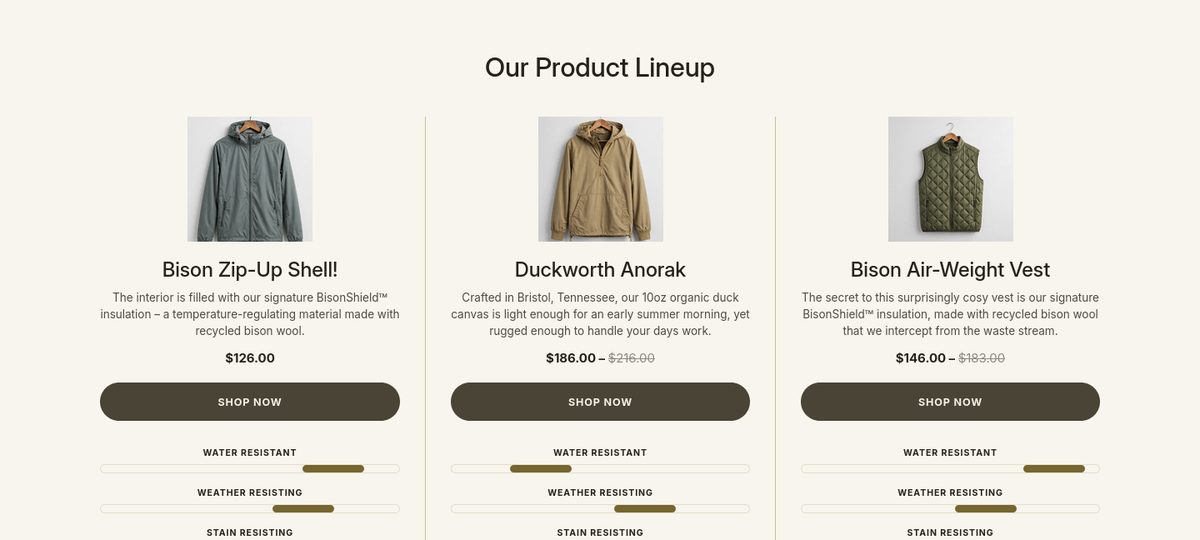 Our Product Lineup
Bison Zip-Up Shell!
The interior is filled with our signature BisonShield™
insulation – a temperature-regulating material made with
recycled bison wool.
$126.00
SHOP NOW
WATER RESISTANT
WEATHER RESISTING
STAIN RESISTING
Duckworth Anorak
Crafted in Bristol, Tennessee, our 10oz organic duck
canvas is light enough for an early summer morning, yet
rugged enough to handle your days work.
$186.00 – $216.00
SHOP NOW
WATER RESISTANT
WEATHER RESISTING
STAIN RESISTING
Bison Air-Weight Vest
The secret to this surprisingly cosy vest is our signature
BisonShield™ insulation, made with recycled bison wool
that we intercept from the waste stream.
$146.00 – $183.00
SHOP NOW
WATER RESISTANT
WEATHER RESISTING
STAIN RESISTING